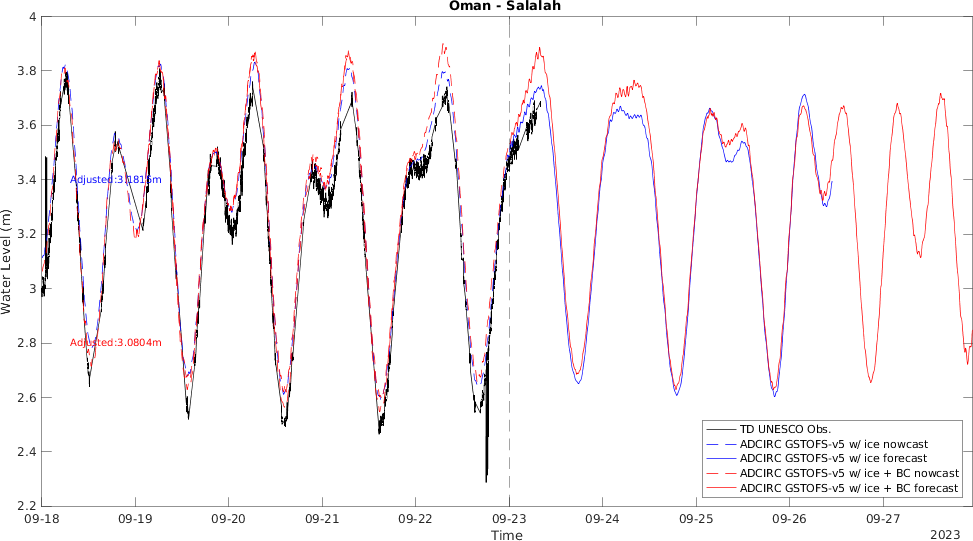 Oman - Salalah
4
3.8
3.6
3.4
3.2
3
2.8
2.6
2.4
2.2
Water Level (m)
Adjusted:3.1815m
Adjusted:3.0804m
TD UNESCO Obs.
ADCIRC GSTOFS-v5 w/ ice nowcast
ADCIRC GSTOFS-v5 w/ ice forecast
ADCIRC GSTOFS-v5 w/ ice + BC nowcast
ADCIRC GSTOFS-v5 w/ ice + BC forecast
09-18 09-19 09-20 09-21 09-22 09-23 09-24 09-25 09-26 09-27
Time
2023